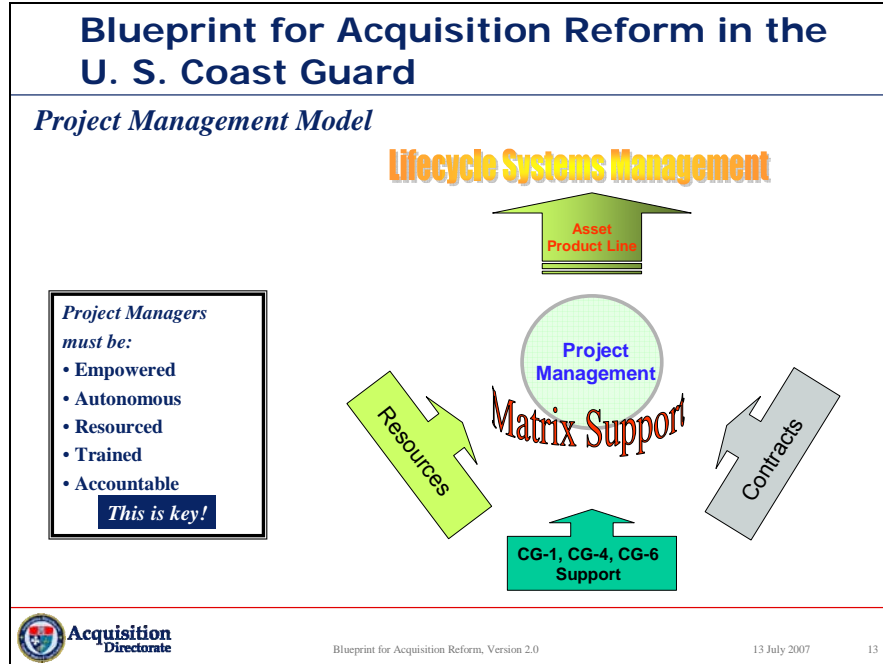 Blueprint for Acquisition Reform in the
U. S. Coast Guard
Project Management Model
Lifecycle Systems Management
Asset
Product Line
Project Managers
must be:
• Empowered
• Autonomous
• Resourced
• Trained
• Accountable
This is key!
Project
Management
Matrix Support
Resources
Contracts
CG-1, CG-4, CG-6
Support
Acquisition
Directorate
Blueprint for Acquisition Reform, Version 2.0
13 July 2007
13